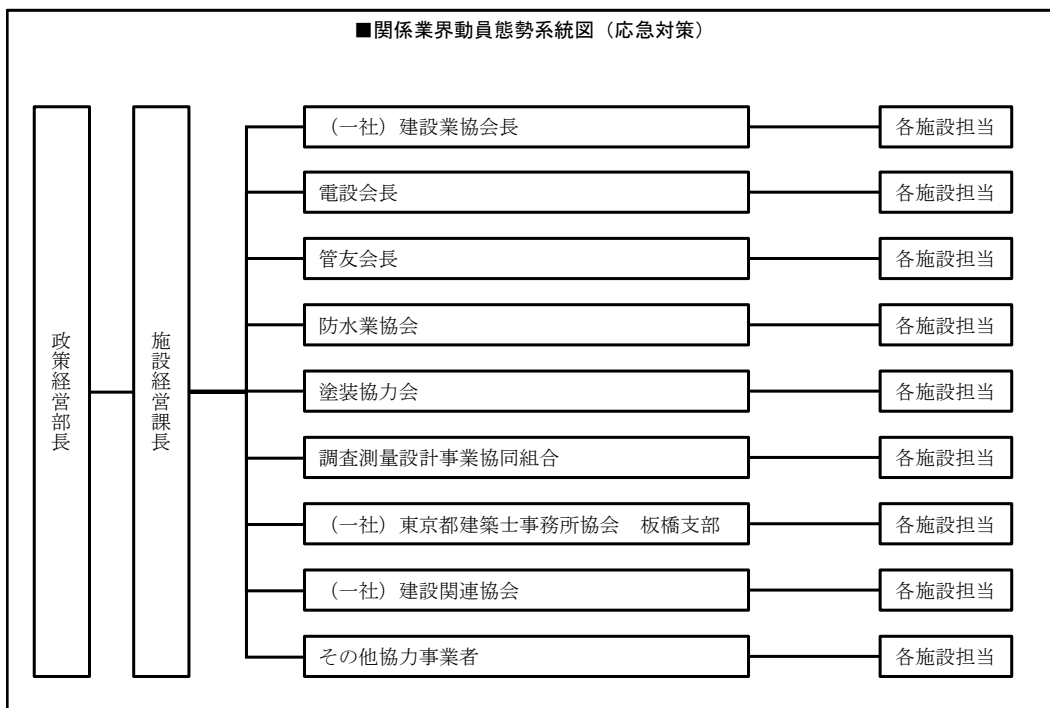 ■関係業界動員態勢系統図（応急対策）
政策経営部長
施設経営課長
（一社）建設業協会長
各施設担当
電設会長
各施設担当
管友会長
各施設担当
防水業協会
各施設担当
塗装協力会
各施設担当
調査測量設計事業協同組合
各施設担当
（一社）東京都建築士事務所協会　板橋支部
各施設担当
（一社）建設関連協会
各施設担当
その他協力事業者
各施設担当